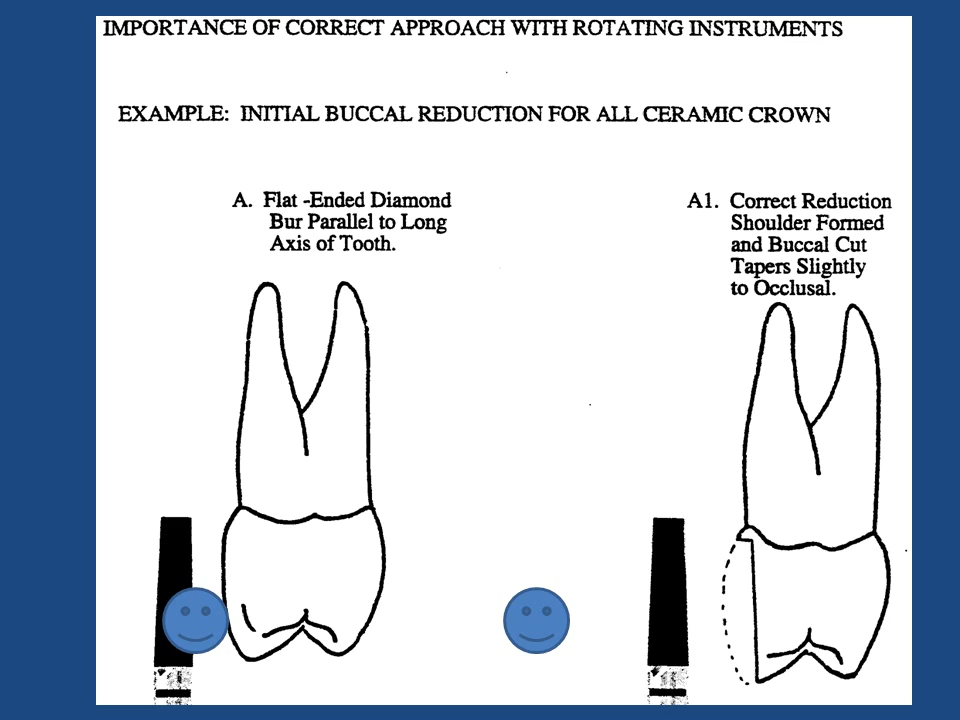 IMPORTANCE OF CORRECT APPROACH WITH ROTATING INSTRUMENTS
EXAMPLE: INITIAL BUCCAL REDUCTION FOR ALL CERAMIC CROWN
A. Flat -Ended Diamond
Bur Parallel to Long
Axis of Tooth.
A1. Correct Reduction
Shoulder Formed
and Buccal Cut
Tapers Slightly
to Occlusal.